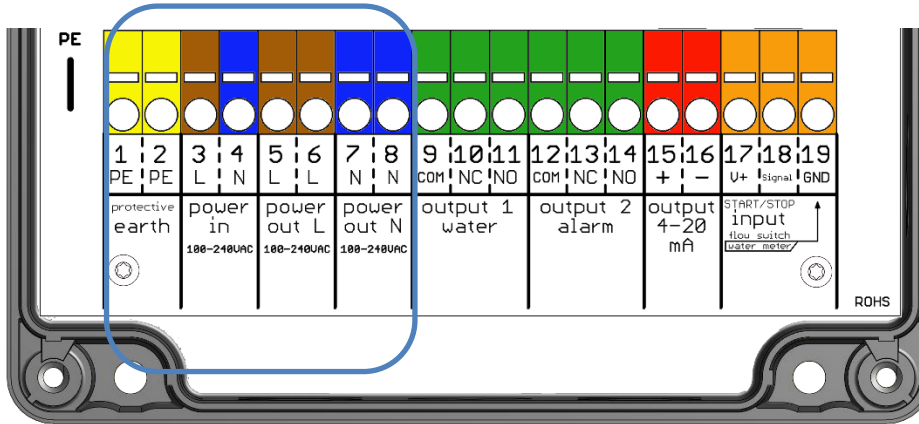 PE
1 2 3 4 5 6 7 8 9 10 11 12 13 14 15 16 17 18 19
PE PE L N L L N N COM NC NO COM NC NO + - V+ Signal GND
protective
earth
power
in
100-240VAC
power
out L
100-240VAC
power
out N
100-240VAC
output 1
water
output 2
alarm
output
4-20
mA
START/STOP
input
flow switch
water meter
ROHS